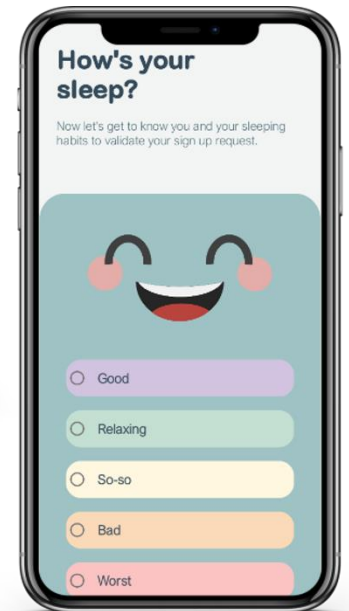 How's your
sleep?
Now let's get to know you and your sleeping
habits to validate your sign up request.
Good
Relaxing
So-so
Bad
Worst